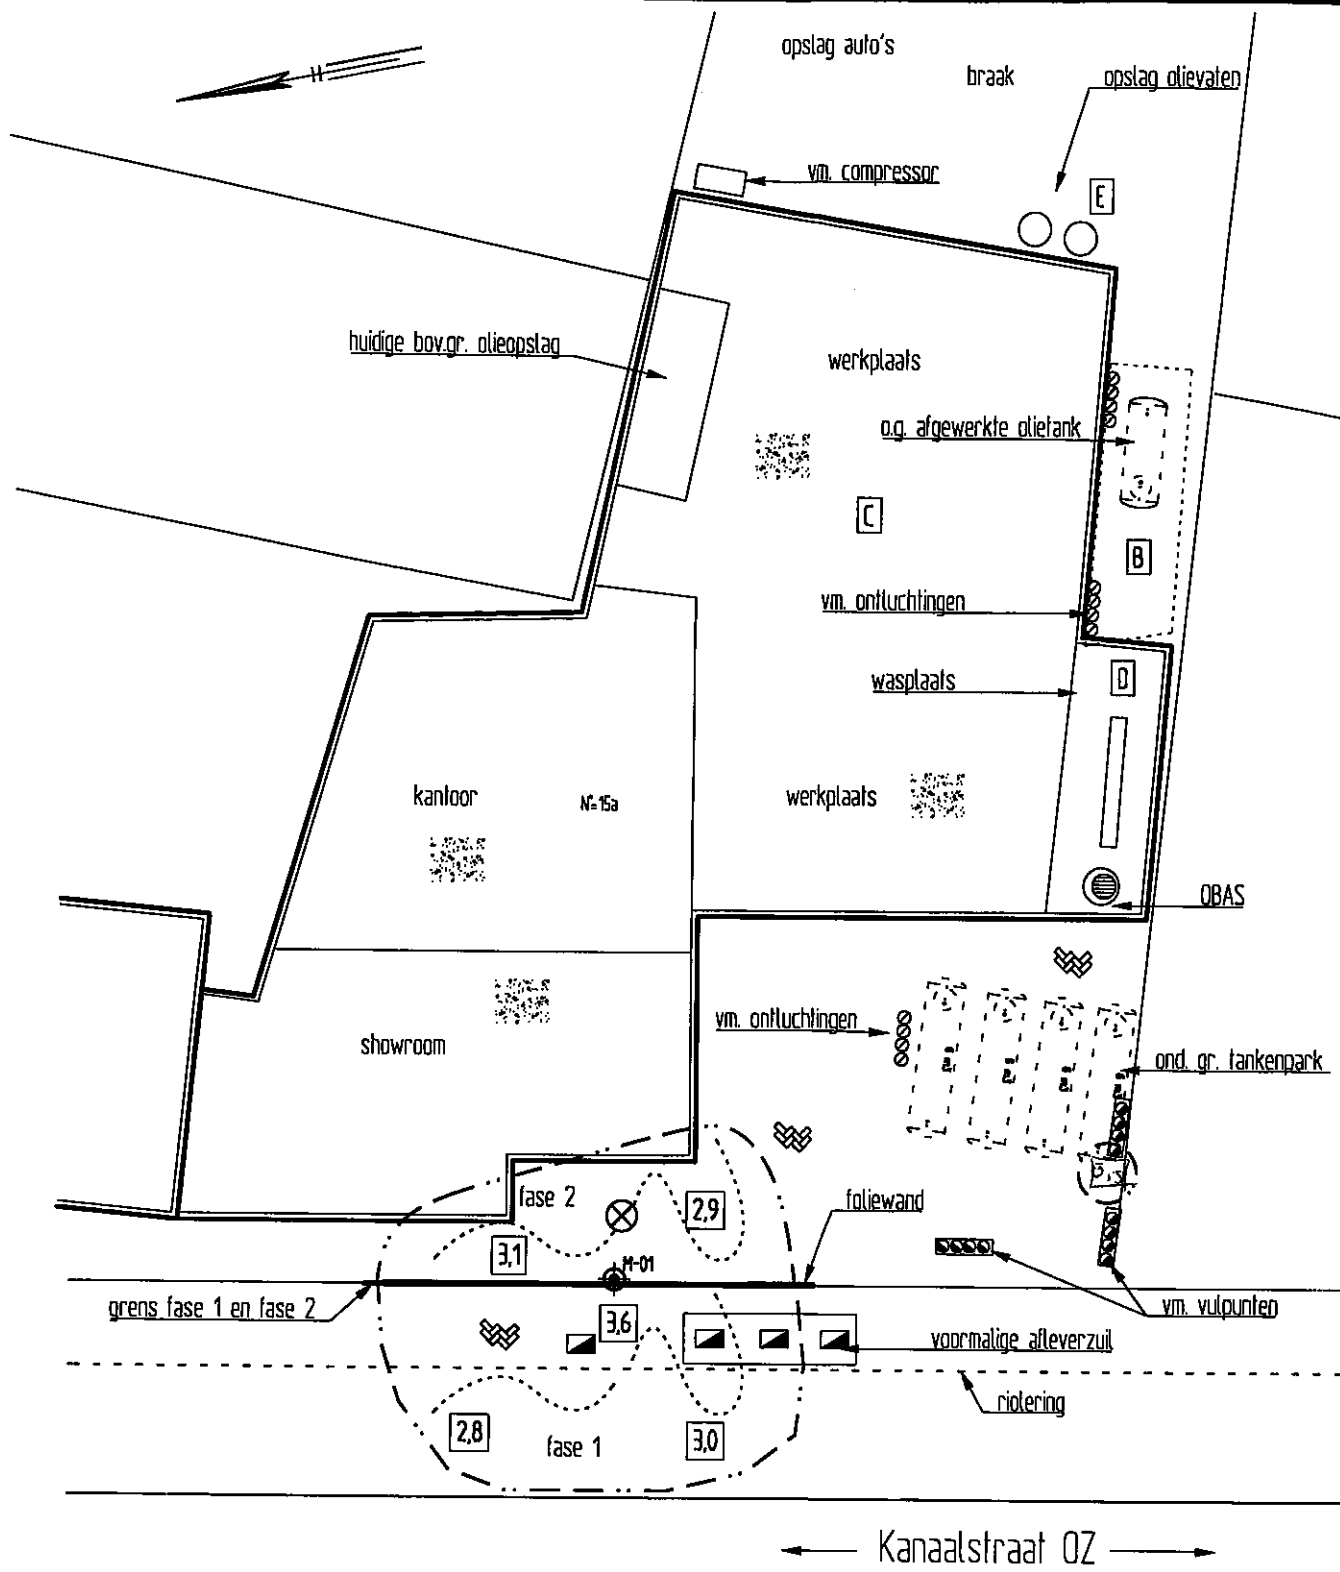 opslag auto's
braak
opslag olievaten
vm. compressor
E
huidige bov.gr. olieopslag
werkplaats
o.g. afgewerkte olietank
C
B
vm. ontluchtingen
wasplaats
D
kantoor
N°=15a
werkplaats
OBAS
vm. ontluchtingen
showroom
ond. gr. tankenpark
fase 2
2,9
foliewand
3,1
M-01
grens fase 1 en fase 2
3,6
vm. vulpunten
voormalige afleverzuil
riolering
2,8
fase 1
3,0
Kanaalstraat OZ